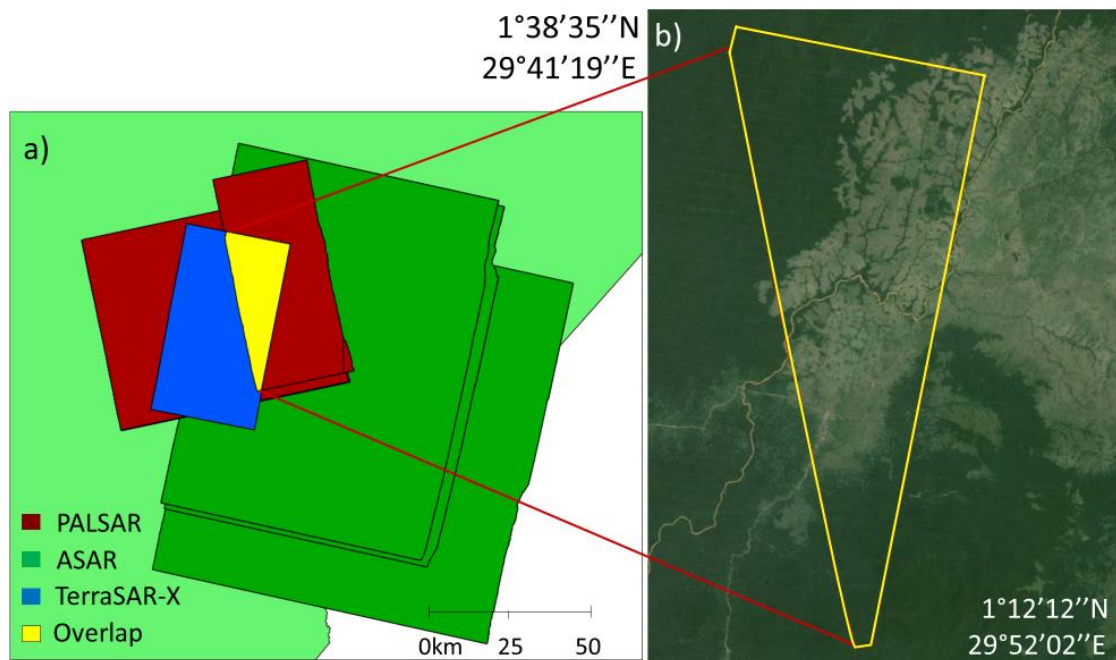 1°38’35’’N
29°41’19’’E
b)
a)
PALSAR
ASAR
TerraSAR-X
Overlap
0km 25 50
1°12’12’’N
29°52’02’’E